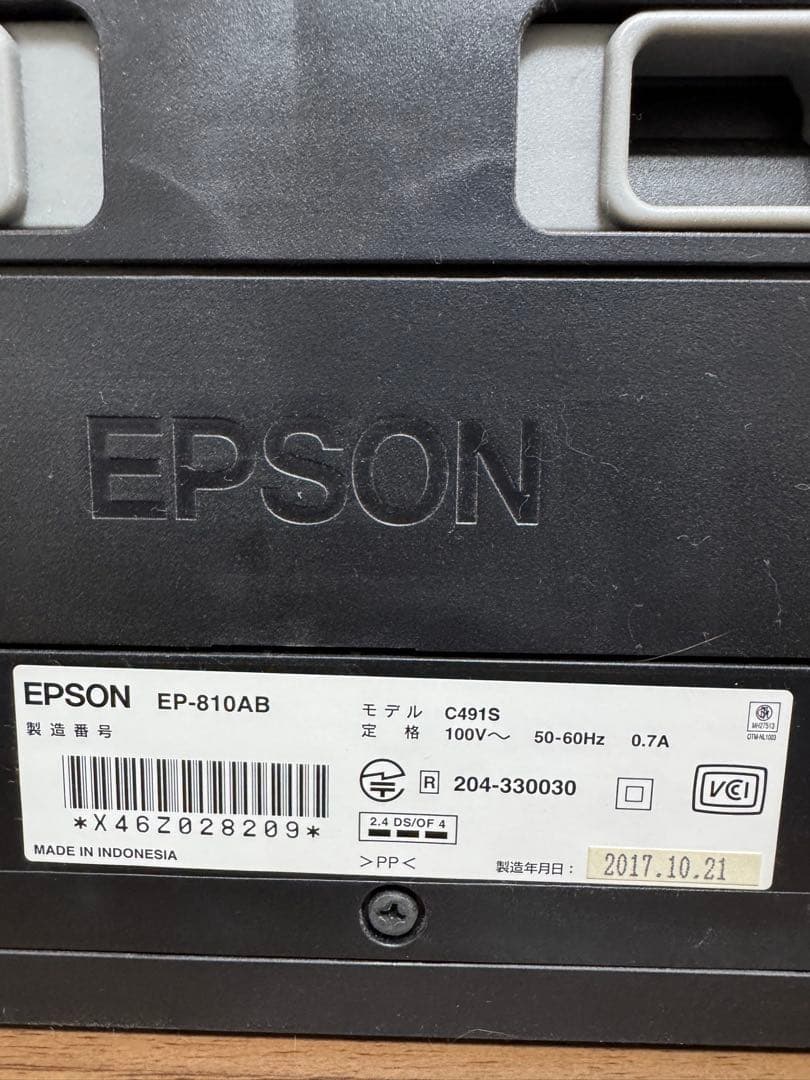 EPSON
EPSON EP-810AB
製造番号
*X46Z028209*
MADE IN INDONESIA
モデル C491S
定格 100V～ 50-60Hz 0.7A
R 204-330030
2.4 DS/OF 4
>PP<
製造年月日: 2017.10.21
VCI